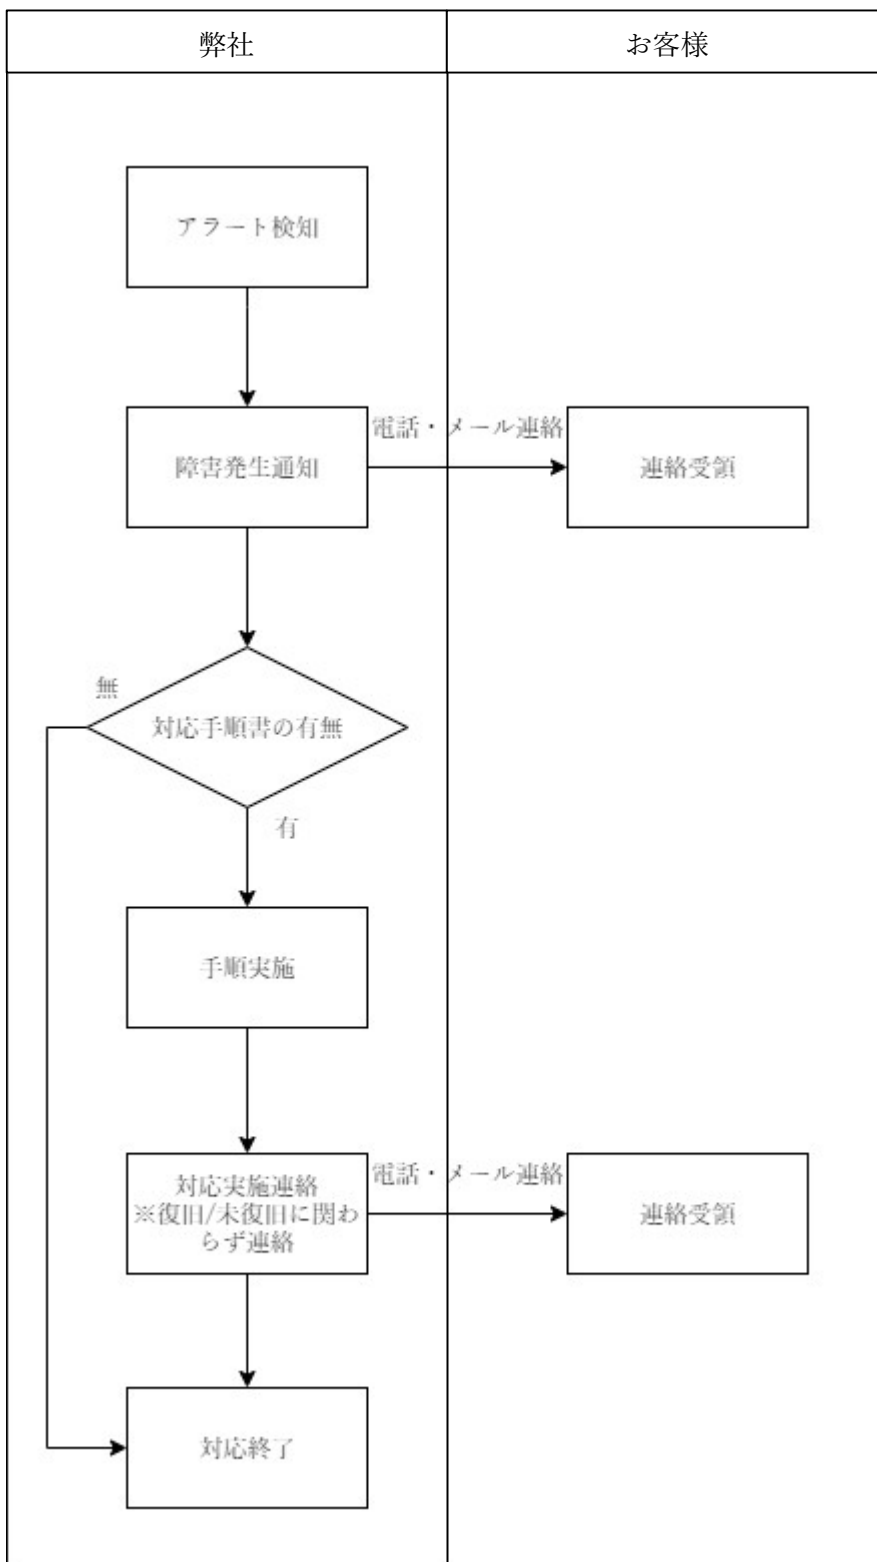 弊社
お客様
アラート検知
障害発生通知
電話・メール連絡
連絡受領
無
対応手順書の有無
有
手順実施
対応実施連絡
※復旧/未復旧に関わ
らず連絡
電話・メール連絡
連絡受領
対応終了